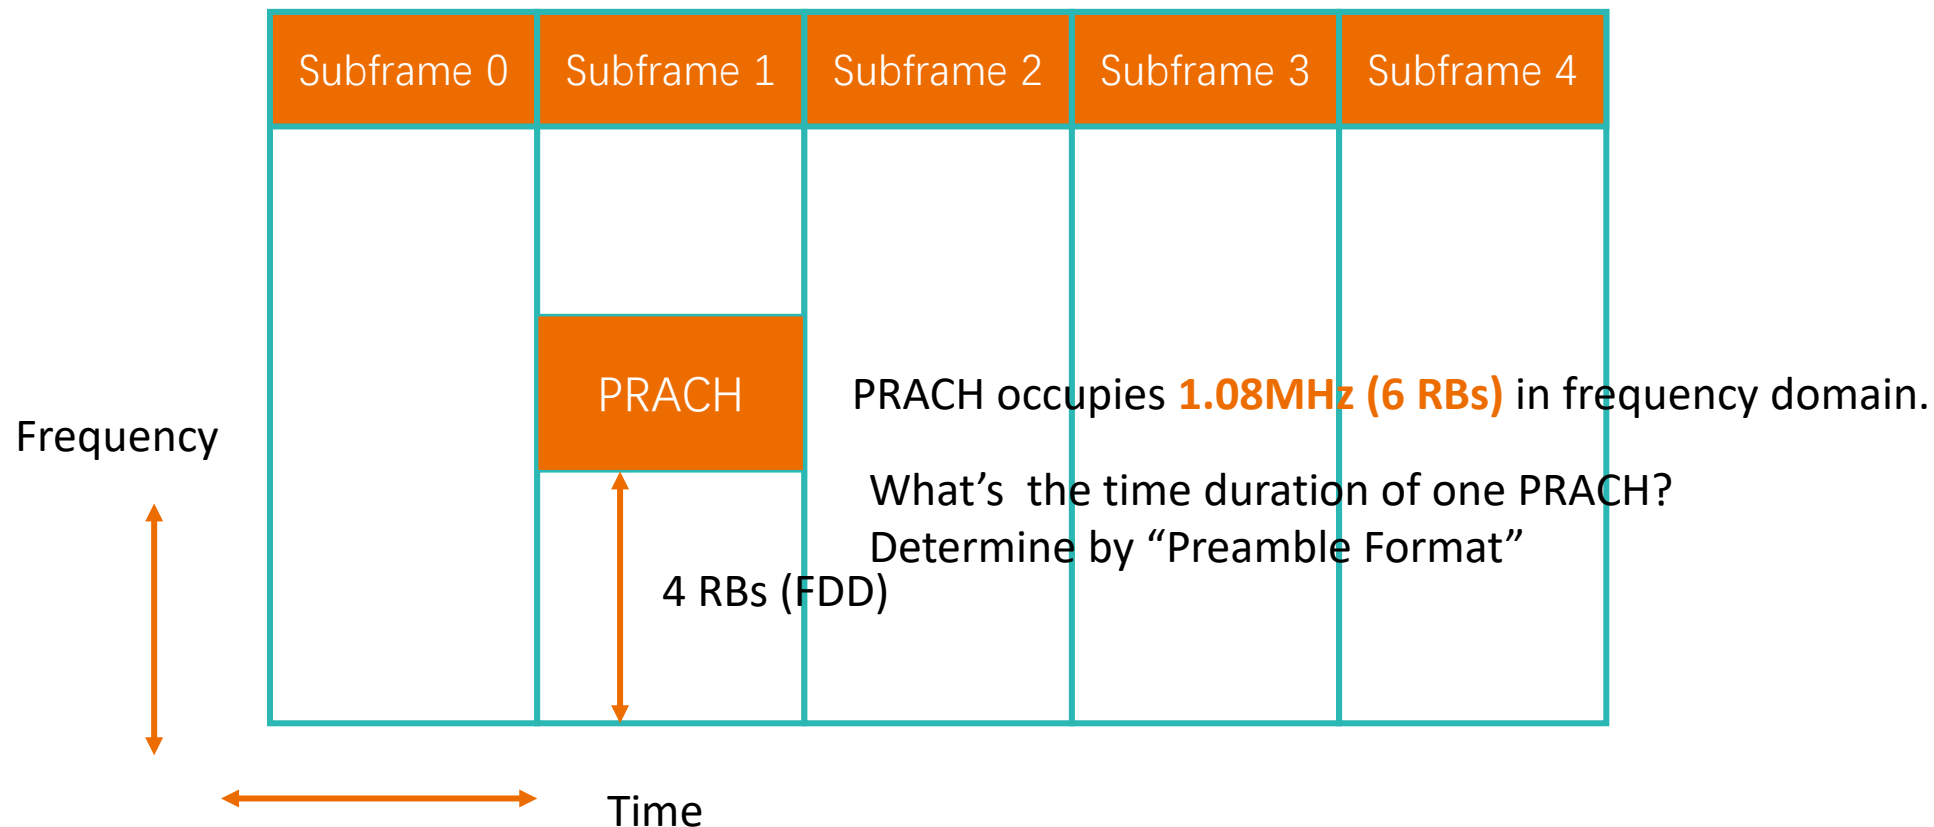 Subframe 0
Subframe 1
Subframe 2
Subframe 3
Subframe 4
PRACH
PRACH occupies 1.08MHz (6 RBs) in frequency domain.
Frequency
What’s  the time duration of one PRACH?
Determine by “Preamble Format”
4 RBs (FDD)
Time